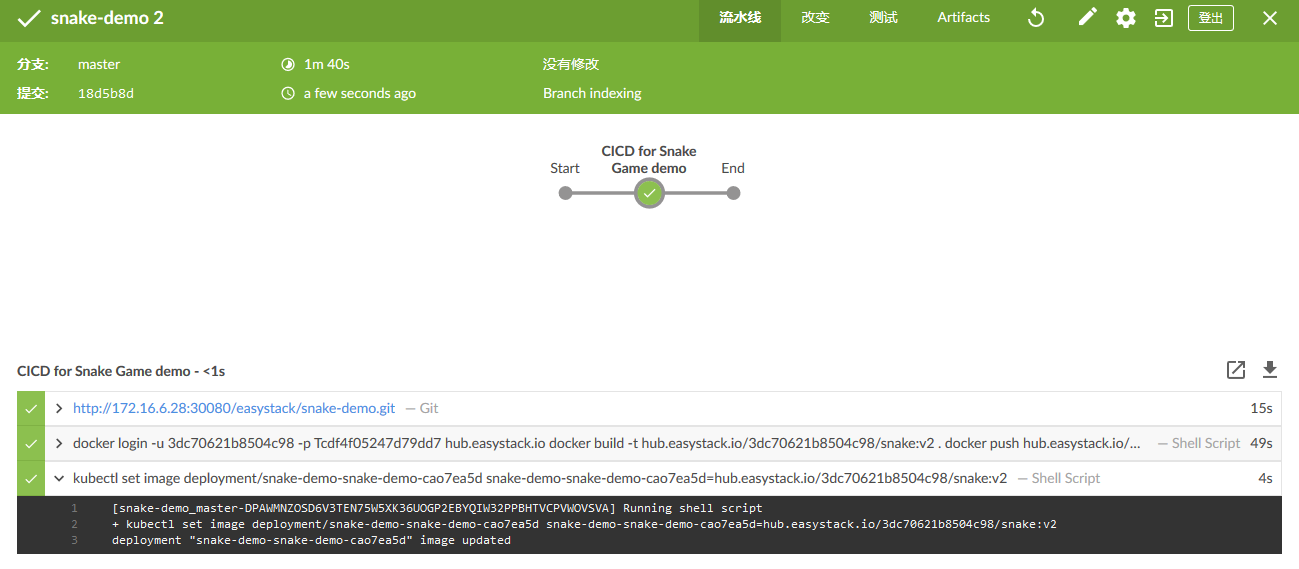 snake-demo 2
流水线 改变 测试 Artifacts 登出
分支: master 1m 40s 没有修改
提交: 18d5b8d a few seconds ago Branch indexing
Start CICD for Snake Game demo End
CICD for Snake Game demo - <1s
http://172.16.6.28:30080/easystack/snake-demo.git — Git 15s
docker login -u 3dc70621b8504c98 -p Tcdf4f05247d79dd7 hub.easystack.io docker build -t hub.easystack.io/3dc70621b8504c98/snake:v2 . docker push hub.easystack.io/... — Shell Script 49s
kubectl set image deployment/snake-demo-snake-demo-cao7ea5d snake-demo-snake-demo-cao7ea5d=hub.easystack.io/3dc70621b8504c98/snake:v2 — Shell Script 4s
1 [snake-demo_master-DPAWMNZOSD6V3TEN75W5XK36UOGP2EBYQIW32PPBHTVCPVWOVSVA] Running shell script
2 + kubectl set image deployment/snake-demo-snake-demo-cao7ea5d snake-demo-snake-demo-cao7ea5d=hub.easystack.io/3dc70621b8504c98/snake:v2
3 deployment "snake-demo-snake-demo-cao7ea5d" image updated